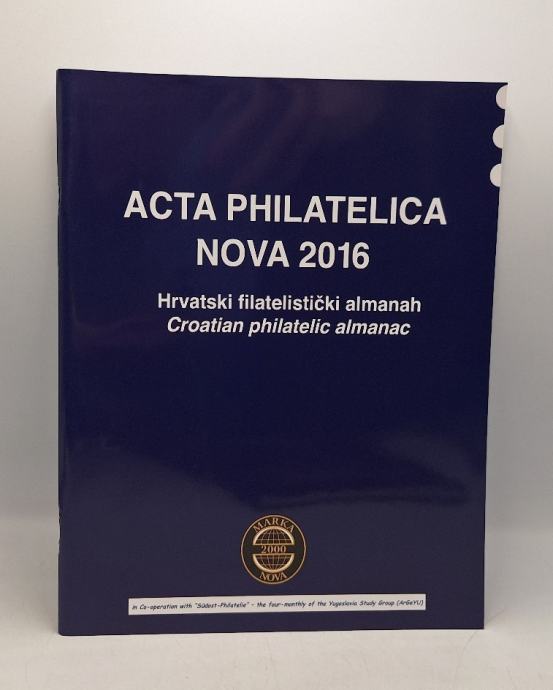 ACTA PHILATELICA
NOVA 2016
Hrvatski filatelistički almanah
Croatian philatelic almanac
MARKA
2000
NOVA
in Co-operation with "Südost-Philatelie" - the four-monthly of the Yugoslavia Study Group (ArGeYU)